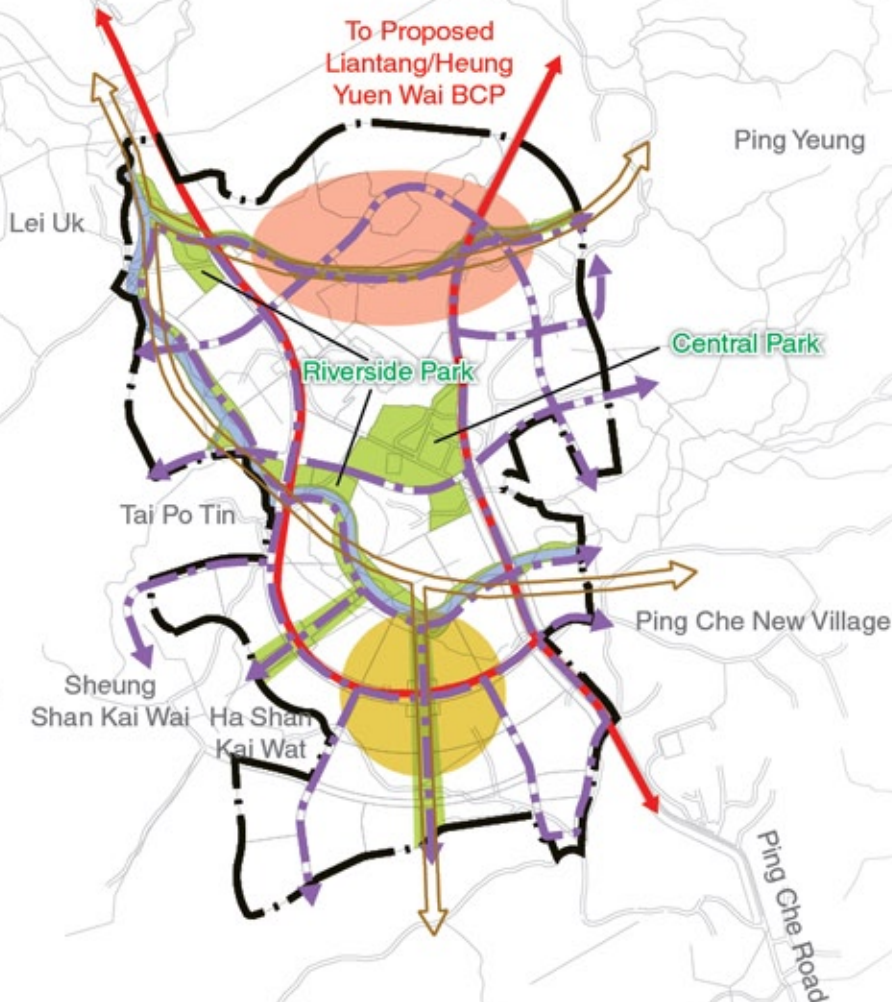 To Proposed
Liantang/Heung
Yuen Wai BCP
Ping Yeung
Lei Uk
Central Park
Riverside Park
Tai Po Tin
Ping Che New Village
Sheung
Shan Kai Wai
Ha Shan
Kai Wat
Ping Che Road